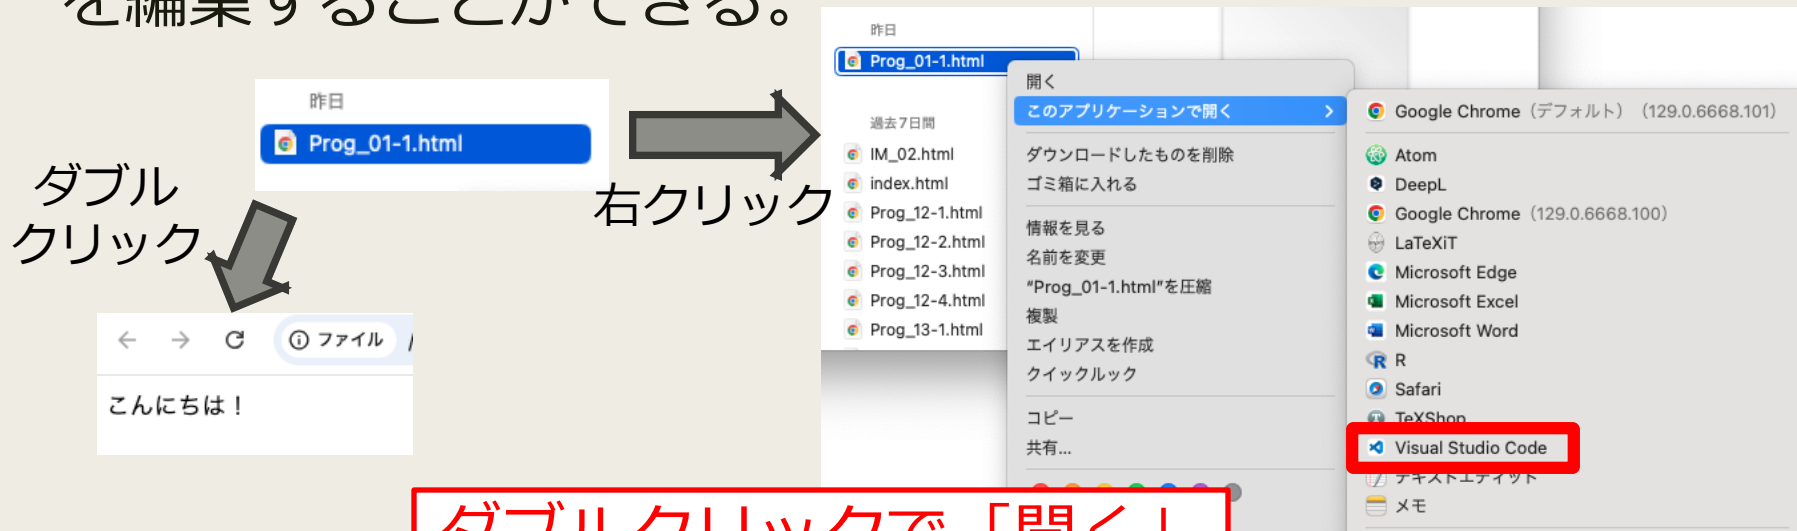 を編集することができる。
昨日
Prog_01-1.html
ダブル
クリック
右クリック
ファイル
こんにちは！
昨日
Prog_01-1.html
過去7日間
IM_02.html
index.html
Prog_12-1.html
Prog_12-2.html
Prog_12-3.html
Prog_12-4.html
Prog_13-1.html
開く
このアプリケーションで開く
ダウンロードしたものを削除
ゴミ箱に入れる
情報を見る
名前を変更
“Prog_01-1.html”を圧縮
複製
エイリアスを作成
クイックルック
コピー
共有...
Google Chrome（デフォルト）（129.0.6668.101）
Atom
DeepL
Google Chrome（129.0.6668.100）
LaTeXiT
Microsoft Edge
Microsoft Excel
Microsoft Word
R
Safari
TeXShop
Visual Studio Code
テキストエディット
メモ
ダブルクリックで「開く」